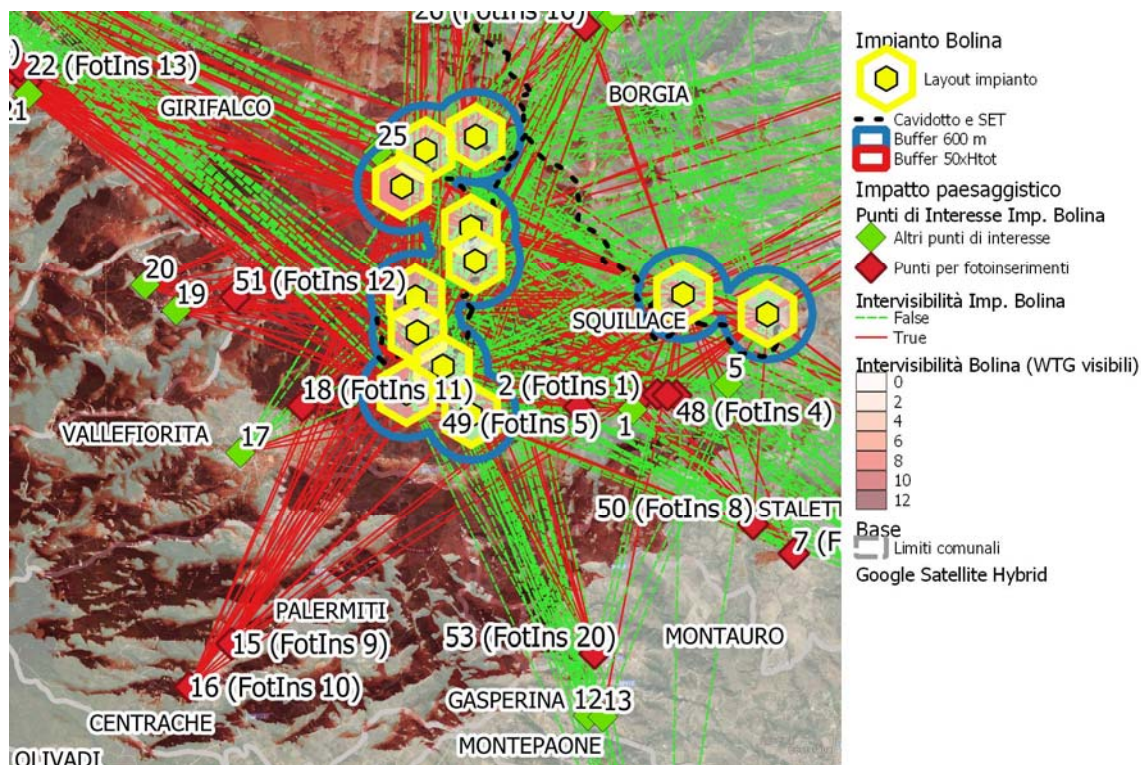 22 (FotIns 13)
21
GIRIFALCO
BORGIA
25
20
19
51 (FotIns 12)
SQUILLACE
5
18 (FotIns 11)
2 (FotIns 1)
48 (FotIns 4)
49 (FotIns 5)
1
VALLEFIORITA
17
50 (FotIns 8)
STALETT
7 (F
PALERMITI
15 (FotIns 9)
53 (FotIns 20)
MONTAURO
16 (FotIns 10)
GASPERINA
12
13
CENTRACHE
MONTEPAONE
OLIVADI
Impianto Bolina
Layout impianto
Cavidotto e SET
Buffer 600 m
Buffer 50xHtot
Impatto paesaggistico
Punti di Interesse Imp. Bolina
Altri punti di interesse
Punti per fotoinserimenti
Intervisibilità Imp. Bolina
False
True
Intervisibilità Bolina (WTG visibili)
0
2
4
6
8
10
12
Base
Limiti comunali
Google Satellite Hybrid